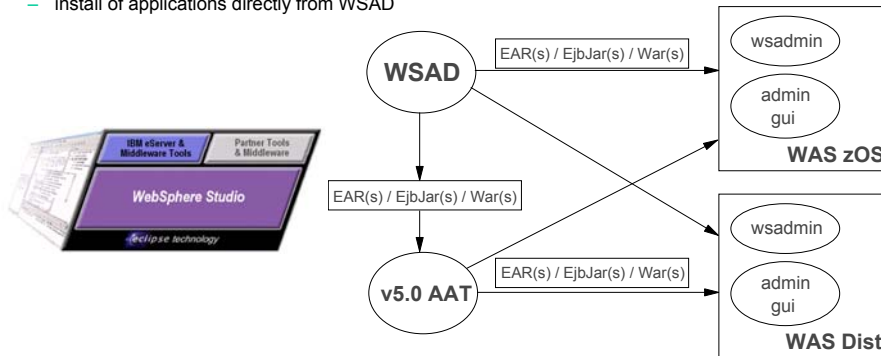 – Install of applications directly from WSAD
WSAD
EAR(s) / EjbJar(s) / War(s)
wsadmin
admin
gui
WAS zOS
IBM eServer &
Middleware Tools
Partner Tools
& Middleware
WebSphere Studio
eclipse technology
EAR(s) / EjbJar(s) / War(s)
v5.0 AAT
EAR(s) / EjbJar(s) / War(s)
wsadmin
admin
gui
WAS Dist